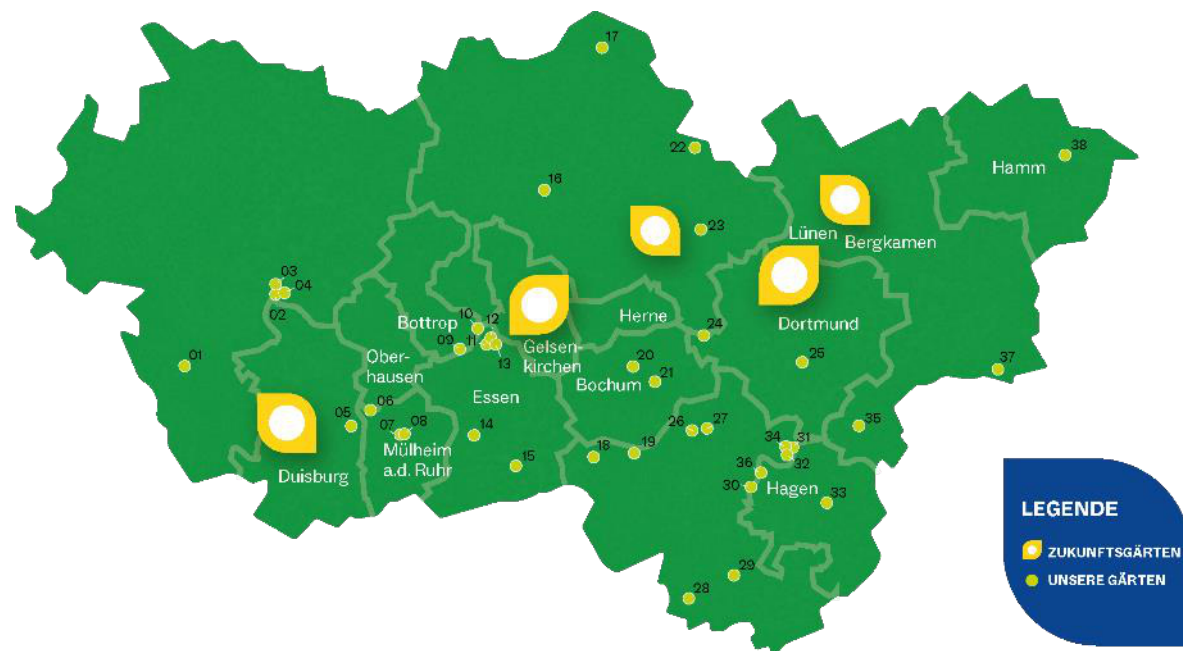 17
22
38
Hamm
16
23
Lünen
Bergkamen
03
04
02
10
12
Bottrop
09
11
13
Gelsen-
kirchen
Herne
24
Dortmund
01
Ober-
hausen
20
Bochum
21
25
37
Essen
06
05
07
08
Mülheim
a.d. Ruhr
14
15
18
19
26
27
34
31
32
35
Duisburg
36
30
Hagen
33
29
28
LEGENDE
ZUKUNFTSGÄRTEN
UNSERE GÄRTEN